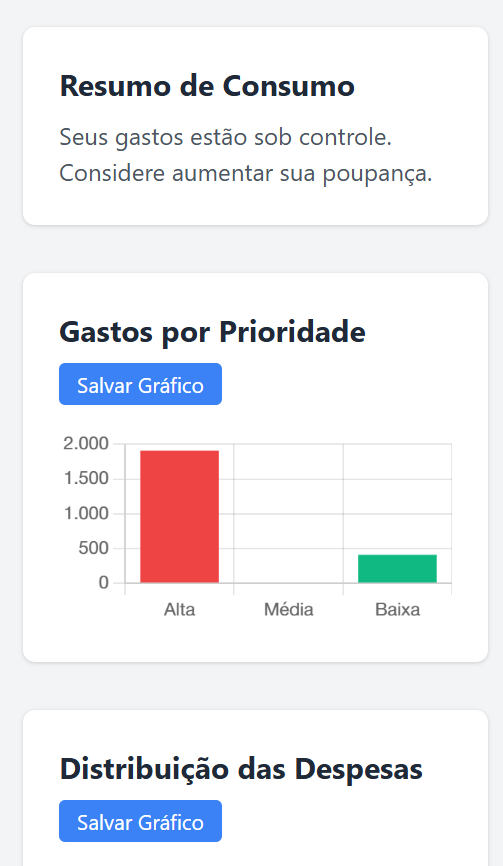 Resumo de Consumo
Seus gastos estão sob controle.
Considere aumentar sua poupança.
Gastos por Prioridade
Salvar Gráfico
2.000
1.500
1.000
500
0
Alta Média Baixa
Distribuição das Despesas
Salvar Gráfico